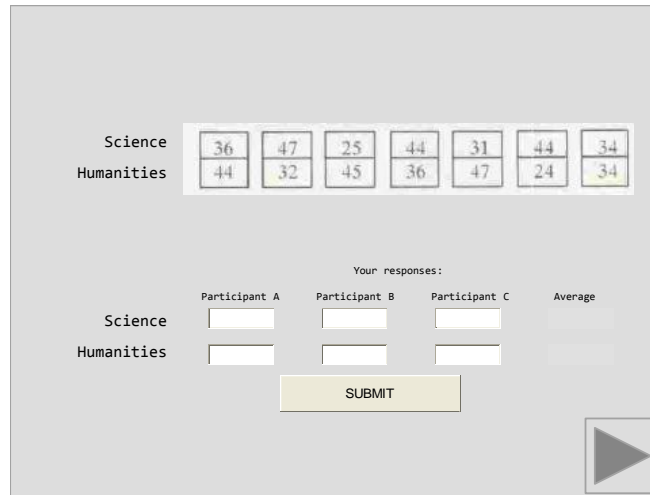 Science 36 47 25 44 31 44 34
Humanities 44 32 45 36 47 24 34
Your responses:
Participant A Participant B Participant C Average
Science
Humanities
SUBMIT